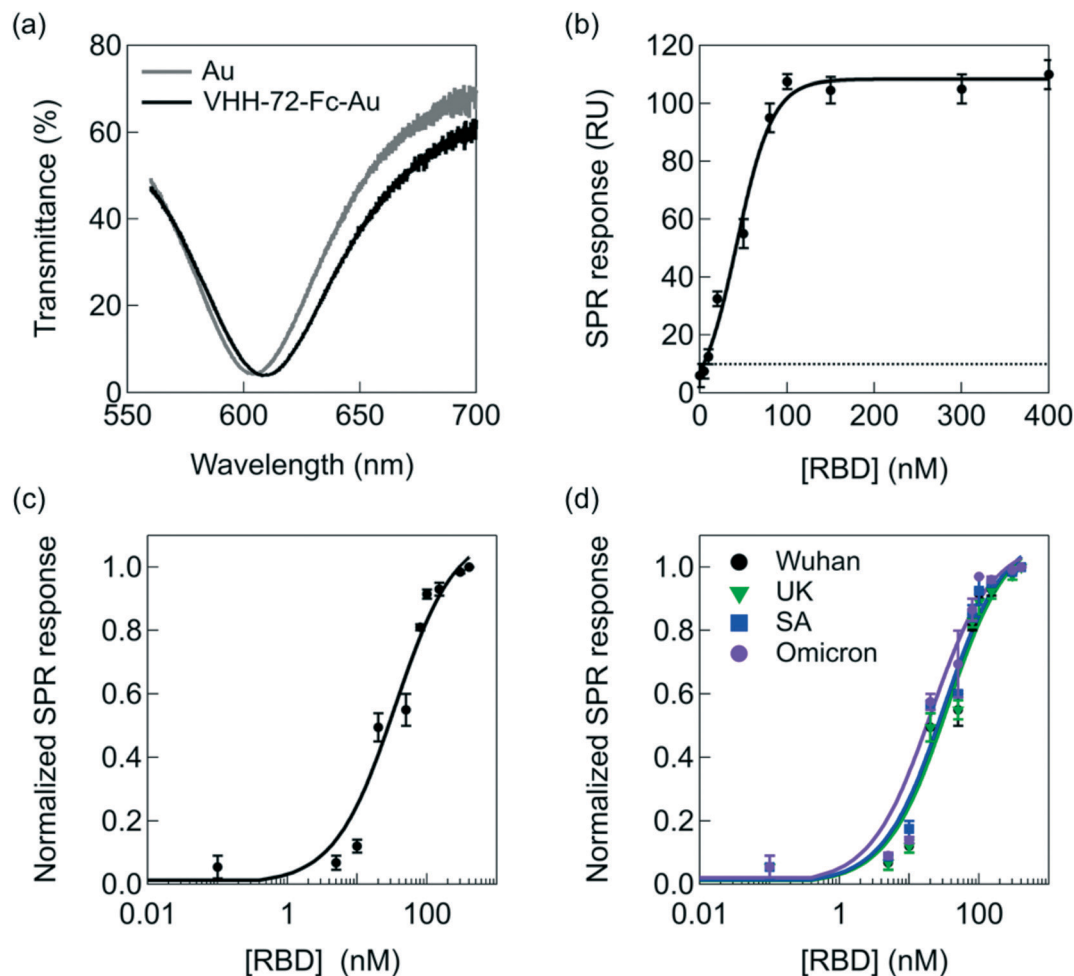 (a)
80
60
40
20
0
550
600
650
700
Transmittance (%)
Wavelength (nm)
Au
VHH-72-Fc-Au
(b)
120
100
80
60
40
20
0
0
100
200
300
400
SPR response (RU)
[RBD] (nM)
(c)
1.0
0.8
0.6
0.4
0.2
0.0
0.01
1
100
Normalized SPR response
[RBD] (nM)
(d)
1.0
0.8
0.6
0.4
0.2
0.0
0.01
1
100
Normalized SPR response
[RBD] (nM)
Wuhan
UK
SA
Omicron